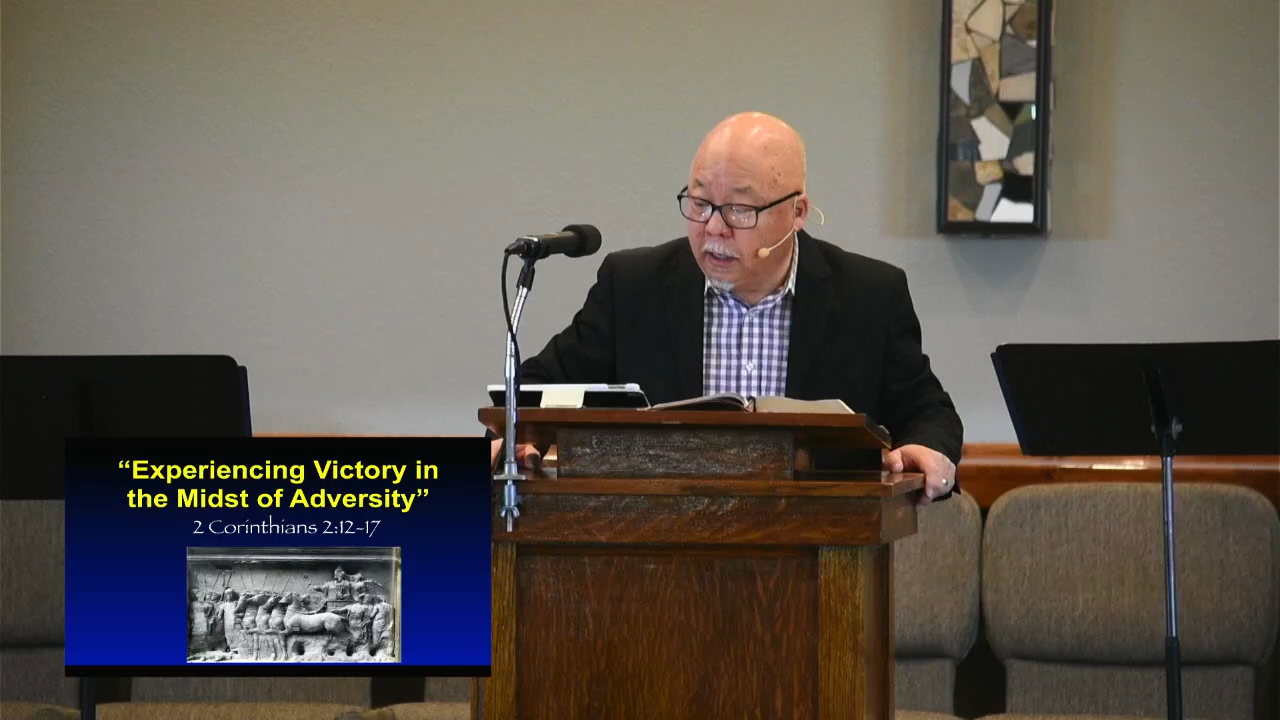 “Experiencing Victory in
the Midst of Adversity”
2 Corinthians 2:12-17